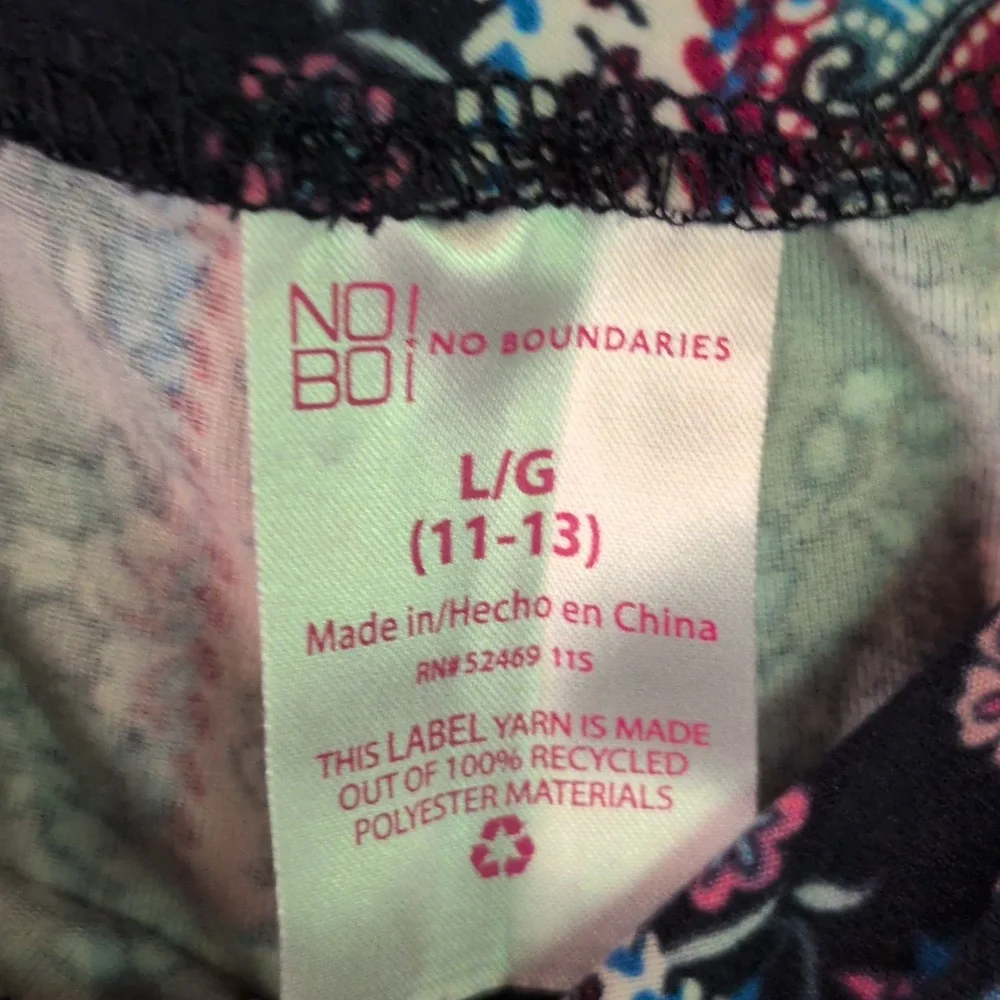 NO!
BOi
NO BOUNDARIES
L/G
(11-13)
Made in/Hecho en China
RN# 52469 11S
THIS LABEL YARN IS MADE
OUT OF 100% RECYCLED
POLYESTER MATERIALS